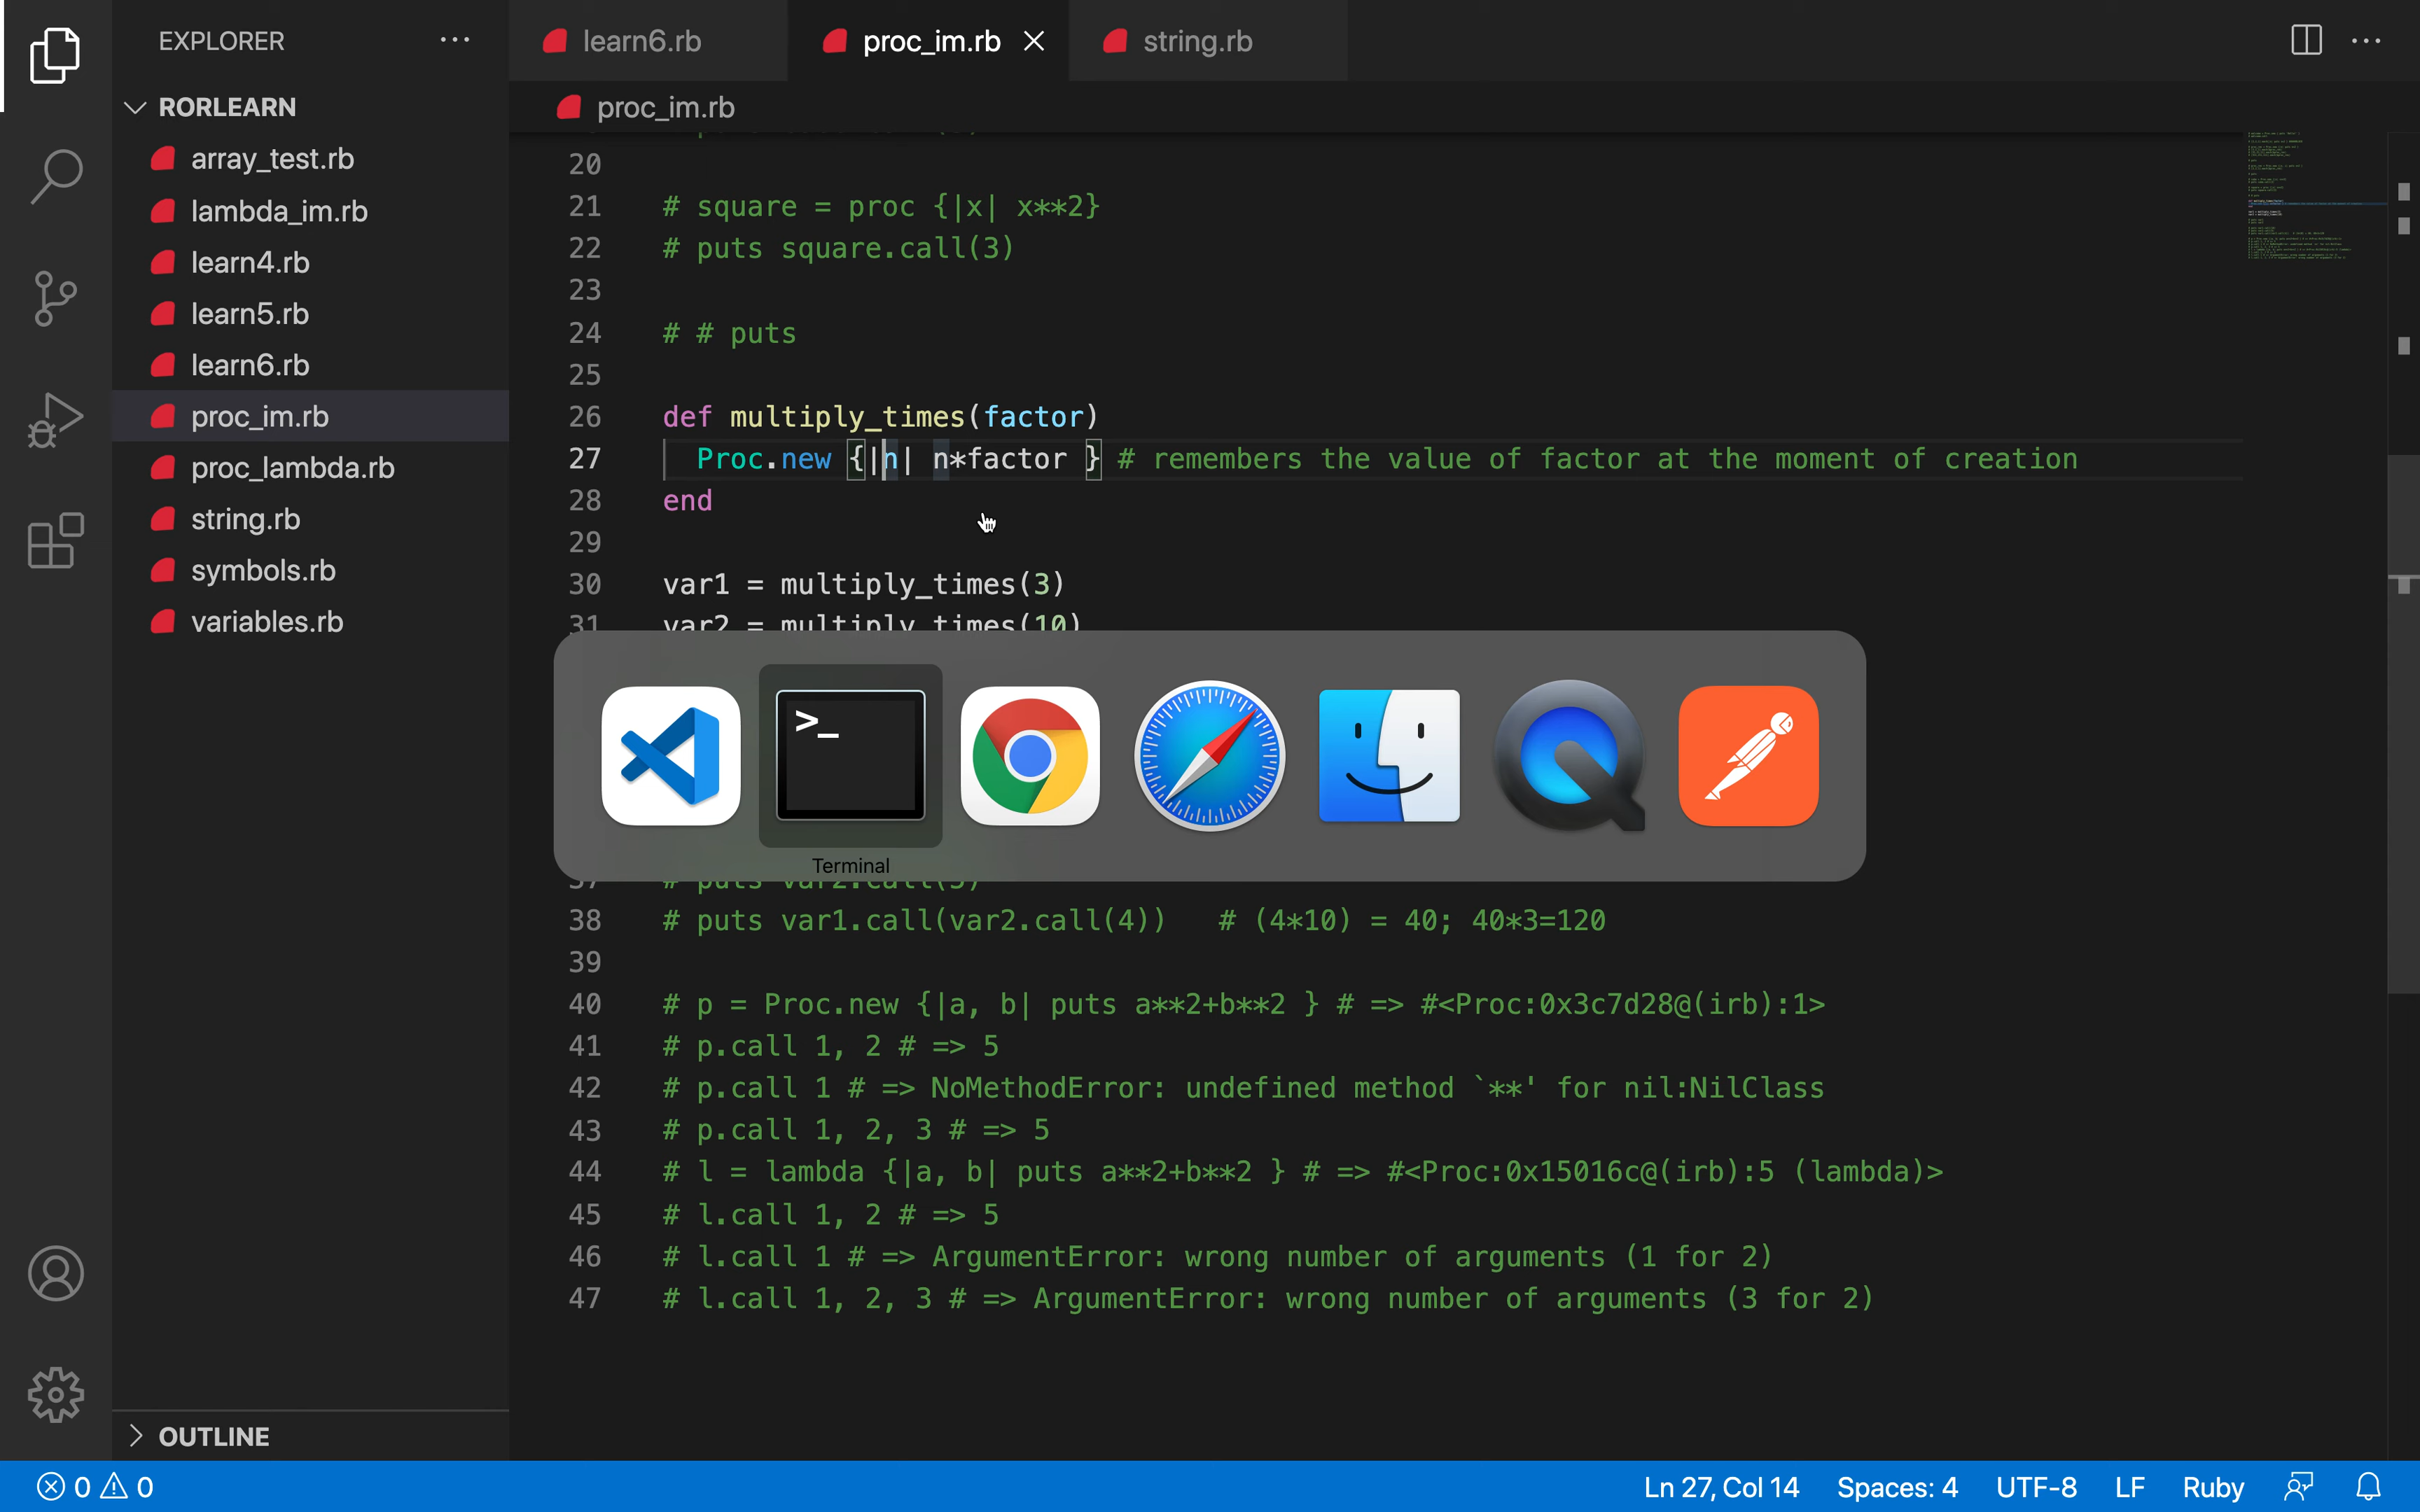 EXPLORER
RORLEARN
array_test.rb
lambda_im.rb
learn4.rb
learn5.rb
learn6.rb
proc_im.rb
proc_lambda.rb
string.rb
symbols.rb
variables.rb
OUTLINE
learn6.rb
proc_im.rb
string.rb
proc_im.rb
20
21 # square = proc {|x| x**2}
22 # puts square.call(3)
23
24 # # puts
25
26 def multiply_times(factor)
27 Proc.new {|n| n*factor } # remembers the value of factor at the moment of creation
28 end
29
30 var1 = multiply_times(3)
31 var2 = multiply_times(10)
>_
Terminal
37 # puts var2.call(5)
38 # puts var1.call(var2.call(4)) # (4*10) = 40; 40*3=120
39
40 # p = Proc.new {|a, b| puts a**2+b**2 } # => #<Proc:0x3c7d28@(irb):1>
41 # p.call 1, 2 # => 5
42 # p.call 1 # => NoMethodError: undefined method `**' for nil:NilClass
43 # p.call 1, 2, 3 # => 5
44 # l = lambda {|a, b| puts a**2+b**2 } # => #<Proc:0x15016c@(irb):5 (lambda)>
45 # l.call 1, 2 # => 5
46 # l.call 1 # => ArgumentError: wrong number of arguments (1 for 2)
47 # l.call 1, 2, 3 # => ArgumentError: wrong number of arguments (3 for 2)
0 0
Ln 27, Col 14
Spaces: 4
UTF-8
LF
Ruby